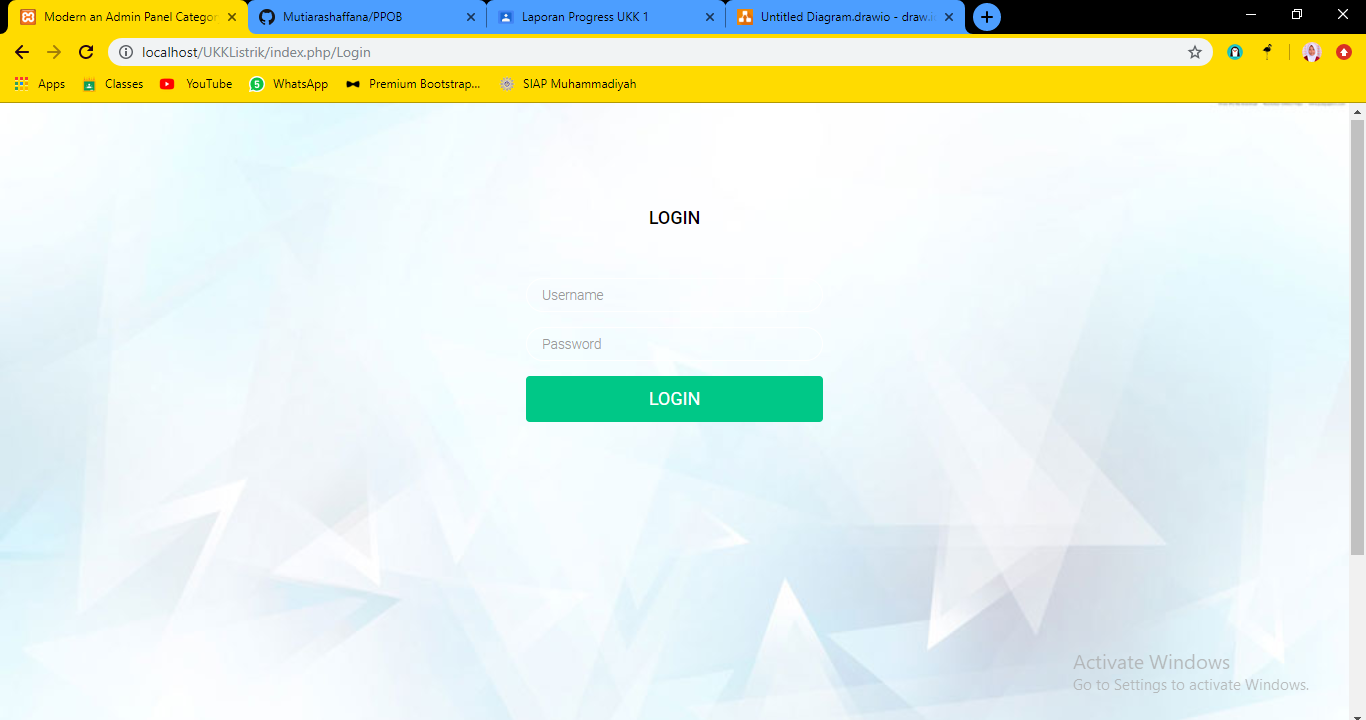 Modern an Admin Panel Categor
Mutiarashaffana/PPOB
Laporan Progress UKK 1
Untitled Diagram.drawio - draw.i
localhost/UKKListrik/index.php/Login
Apps
Classes
YouTube
5
WhatsApp
Premium Bootstrap...
SIAP Muhammadiyah
LOGIN
Username
Password
LOGIN
Activate Windows
Go to Settings to activate Windows.